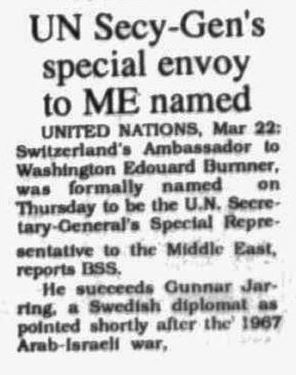 UN Secy-Gen's
special envoy
to ME named
UNITED NATIONS, Mar 22:
Switzerland's Ambassador to
Washington Edouard Burnner,
was formally named on
Thursday to be the U.N. Secre-
tary-General's Special Repre-
sentative to the Middle East,
reports BSS.
He succeeds Gunnar Jar-
ring, a Swedish diplomat as
pointed shortly after the' 1967
Arab-Israeli war,